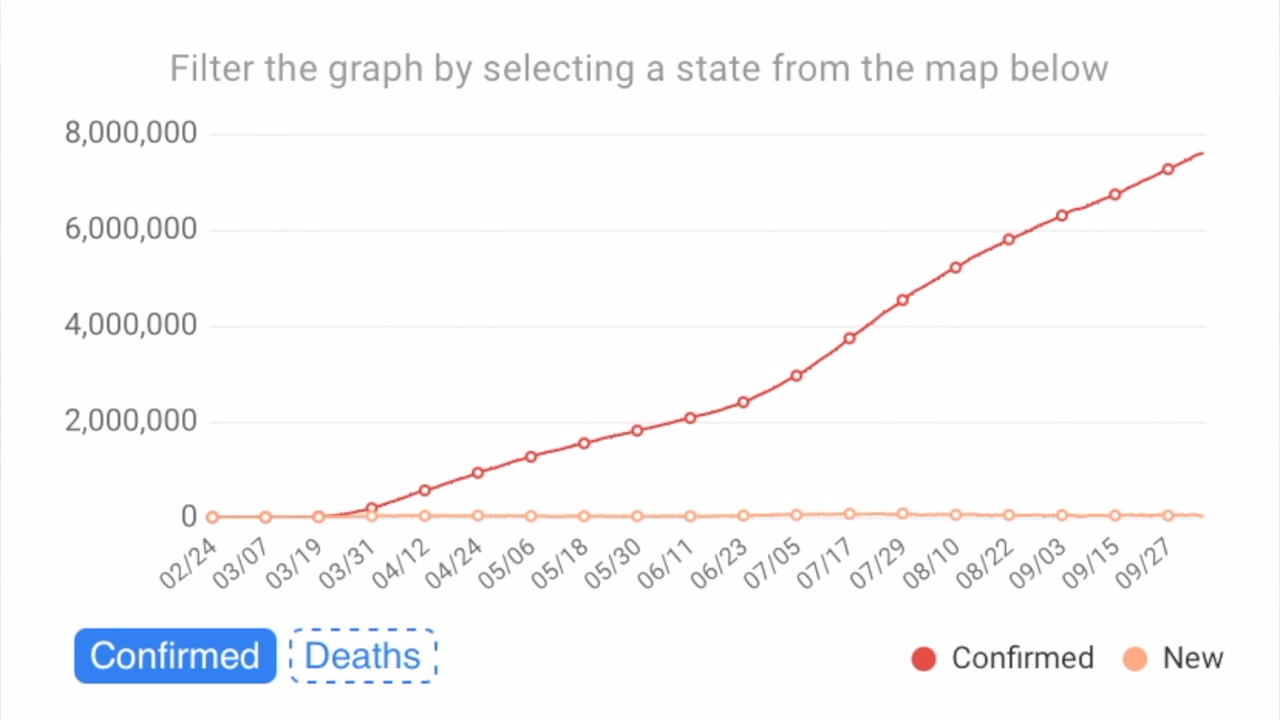 Filter the graph by selecting a state from the map below
8,000,000
6,000,000
4,000,000
2,000,000
0
02/24 03/07 03/19 03/31 04/12 04/24 05/06 05/18 05/30 06/11 06/23 07/05 07/17 07/29 08/10 08/22 09/03 09/15 09/27
Confirmed Deaths Confirmed New